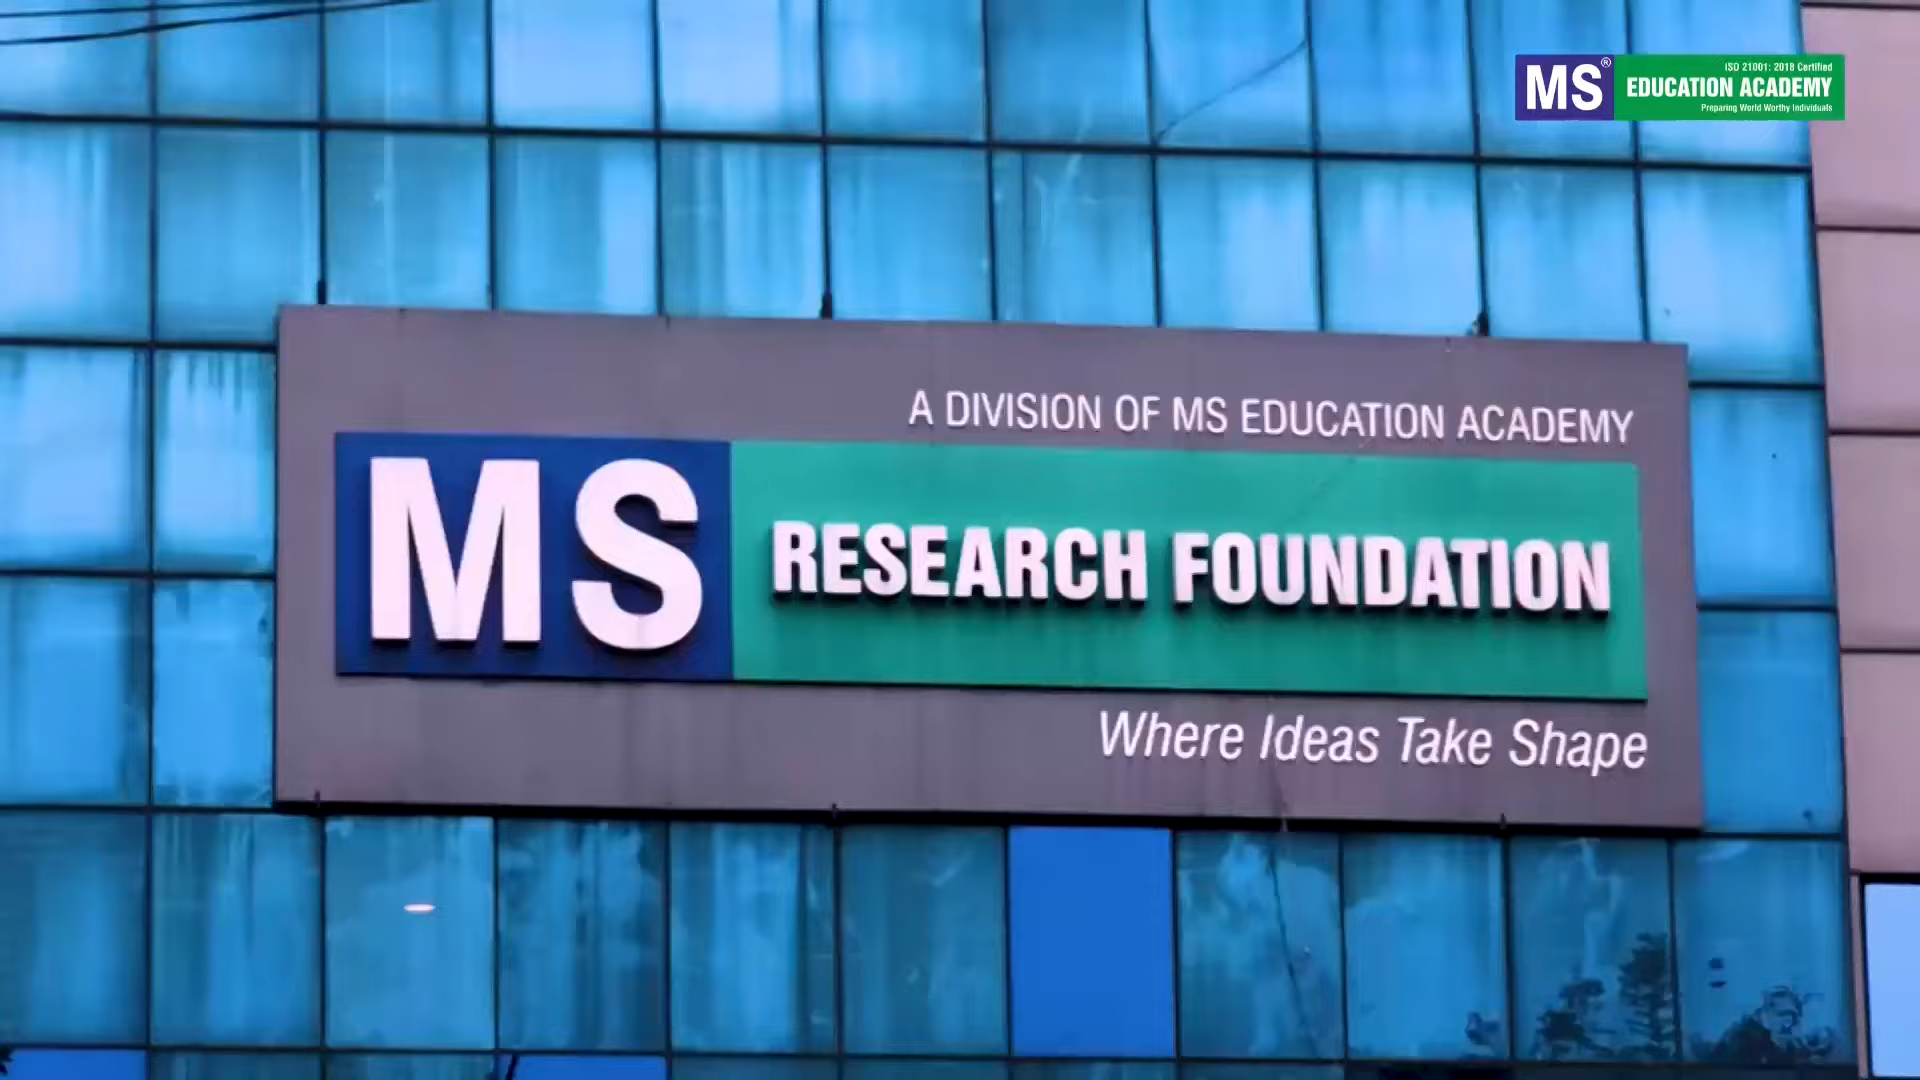 MS®
ISO 21001: 2018 Certified
EDUCATION ACADEMY
Preparing World Worthy Individuals
A DIVISION OF MS EDUCATION ACADEMY
MS RESEARCH FOUNDATION
Where Ideas Take Shape